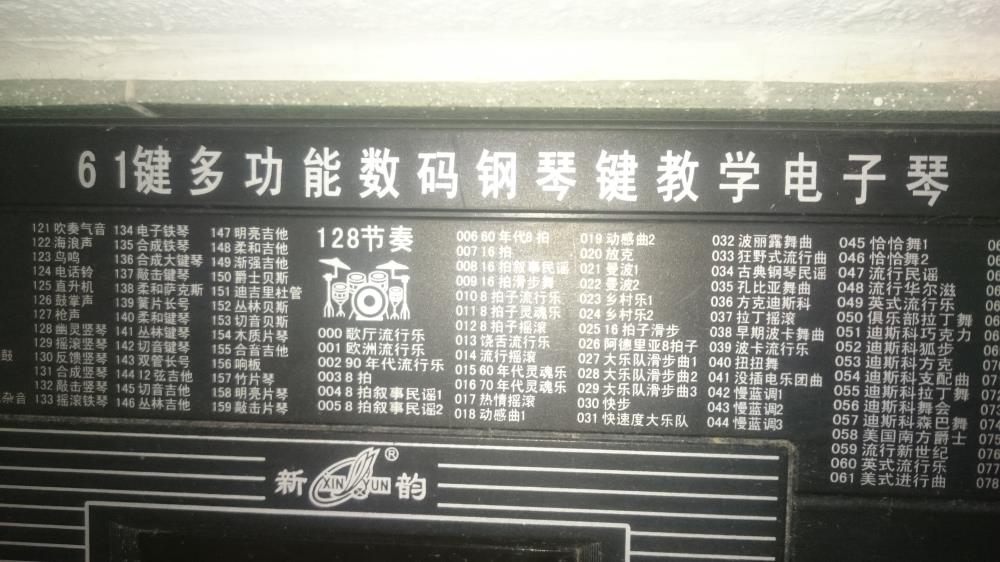 61键多功能数码钢琴键教学电子琴
121 吹奏气音
122 海浪声
123 鸟鸣
124 电话铃
125 直升机
126 鼓掌声
127 枪声
128 幽灵竖琴
129 摇滚竖琴
130 反馈竖琴
131 合成竖琴
132 敲击竖琴
133 摇滚铁琴
134 电子铁琴
135 合成铁琴
136 合成大键琴
137 敲击键琴
138 柔和萨克斯
139 簧片长号
140 柔和键琴
141 丛林键琴
142 切音键琴
143 双管长号
144 12弦吉他
145 切音吉他
146 丛林吉他
147 明亮吉他
148 柔和吉他
149 渐强吉他
150 爵士贝斯
151 迪吉里杜管
152 丛林贝斯
153 切音贝斯
154 木质片琴
155 合音吉他
156 响板
157 竹片琴
158 明亮片琴
159 敲击片琴
鼓
杂音
128节奏
000 歌厅流行乐
001 欧洲流行乐
002 90年代流行乐
003 8拍
004 8拍叙事民谣1
005 8拍叙事民谣2
006 60年代8拍
007 16拍
008 16拍叙事民谣
009 16拍滑步舞
010 8拍子流行乐
011 8拍子灵魂乐
012 8拍子摇滚
013 饶舌流行乐
014 流行摇滚
015 60年代灵魂乐
016 70年代灵魂乐
017 热情摇滚
018 动感曲1
019 动感曲2
020 放克
021 曼波1
022 曼波2
023 乡村乐1
024 乡村乐2
025 16拍子滑步
026 阿德里亚8拍子
027 大乐队滑步曲1
028 大乐队滑步曲2
029 大乐队滑步曲3
030 快步
031 快速度大乐队
032 波丽露舞曲
033 狂野式流行曲
034 古典钢琴民谣
035 孔比亚舞曲
036 方克迪斯科
037 拉丁摇滚
038 早期波卡舞曲
039 波卡流行乐
040 扭扭舞
041 没插电乐团曲
042 慢蓝调1
043 慢蓝调2
044 慢蓝调3
045 恰恰舞1
046 恰恰舞2
047 流行民谣
048 流行华尔滋
049 英式流行乐
050 俱乐部拉丁舞
051 迪斯科巧克力
052 迪斯科狐步
053 迪斯科方克
054 迪斯科支配曲
055 迪斯科拉丁舞
056 迪斯科舞会
057 迪斯科森巴舞
058 美国南方爵士
059 流行新世纪
060 英式流行乐
061 美式进行曲
077
078
新 XIN YUN ® 韵